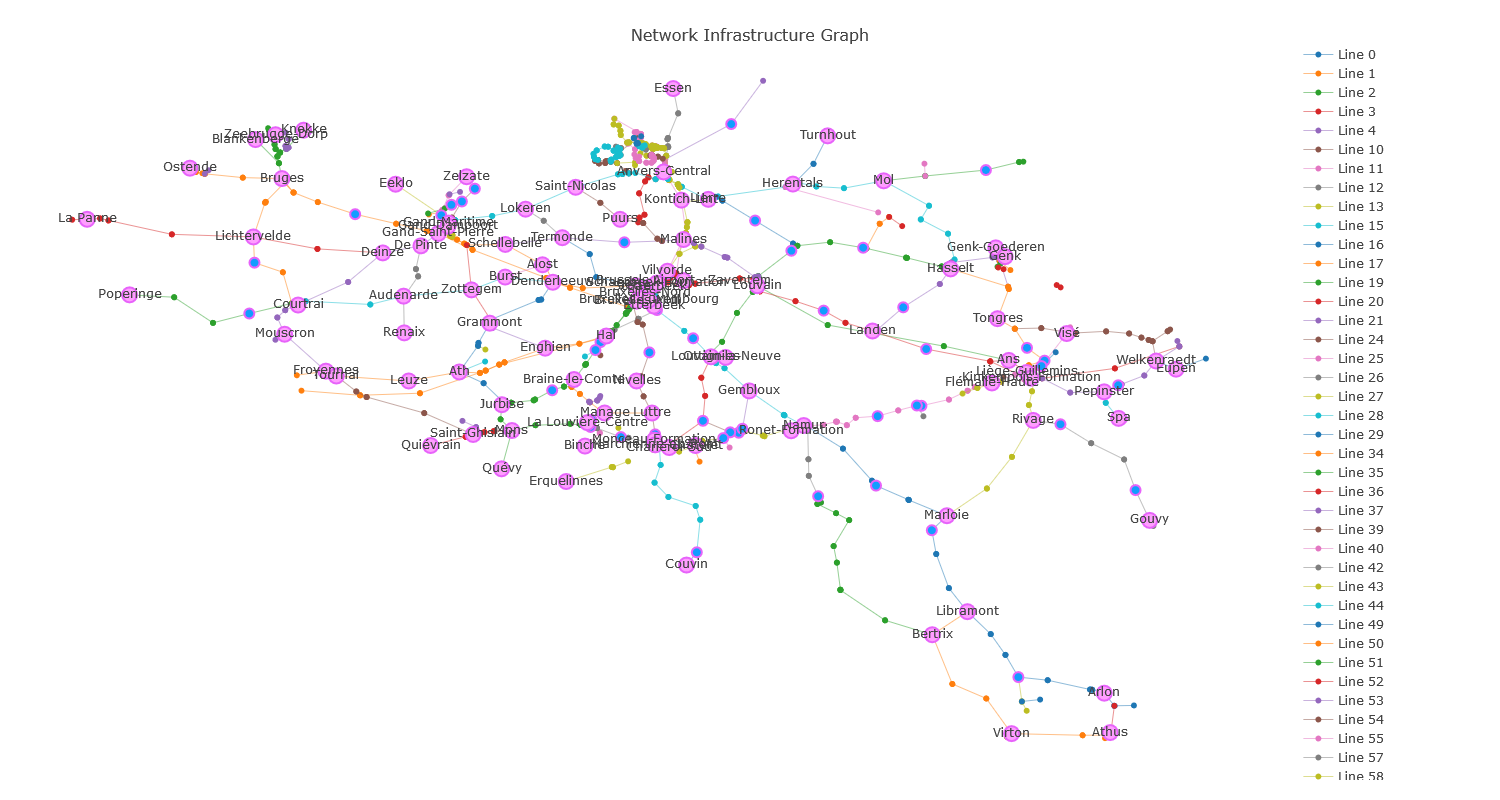 Network Infrastructure Graph
Essen
Turnhout
Knokke
Zeebrugge-Dorp
Blankenberge
Ostende
Bruges
Eeklo
Zelzate
Saint-Nicolas
Anvers-Central
Herentals
Mol
Kontich-Lint
Lierre
Lokeren
Puurs
La Panne
Gand-Maritime
Gand-Dampoort
Gand-Saint-Pierre
Lichtervelde
Deinze
De Pinte
Schellebelle
Termonde
Malines
Genk-Goederen
Genk
Hasselt
Alost
Vilvorde
Burst
Denderleeuw
Zaventem
Louvain
Poperinge
Courtrai
Audenarde
Zottegem
Bruxelles-Nord
Etterbeek
Mouscron
Renaix
Grammont
Hal
Tongres
Visé
Landen
Enghien
Ottignies
Louvain-la-Neuve
Ans
Liège-Guillemins
Kinkempois-Formation
Flémalle-Haute
Welkenraedt
Eupen
Froyennes
Tournai
Leuze
Ath
Braine-le-Comte
Nivelles
Gembloux
Pepinster
Spa
Jurbise
Manage
Luttre
La Louvière-Centre
Namur
Ronet-Formation
Rivage
Saint-Ghislain
Mons
Quiévrain
Binche
Monceau-Formation
Charleroi-Sud
Quévy
Erquelinnes
Marloie
Gouvy
Couvin
Libramont
Bertrix
Arlon
Virton
Athus
Line 0
Line 1
Line 2
Line 3
Line 4
Line 10
Line 11
Line 12
Line 13
Line 15
Line 16
Line 17
Line 19
Line 20
Line 21
Line 24
Line 25
Line 26
Line 27
Line 28
Line 29
Line 34
Line 35
Line 36
Line 37
Line 39
Line 40
Line 42
Line 43
Line 44
Line 49
Line 50
Line 51
Line 52
Line 53
Line 54
Line 55
Line 57
Line 58